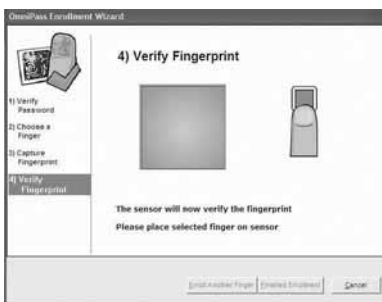 OmniPass Enrollment Wizard
4) Verify Fingerprint
1) Verify
Password
2) Choose a
Finger
3) Capture
Fingerprint
4) Verify
Fingerprint
The sensor will now verify the fingerprint
Please place selected finger on sensor
Enroll Another Finger
Finished Enrollment
Cancel